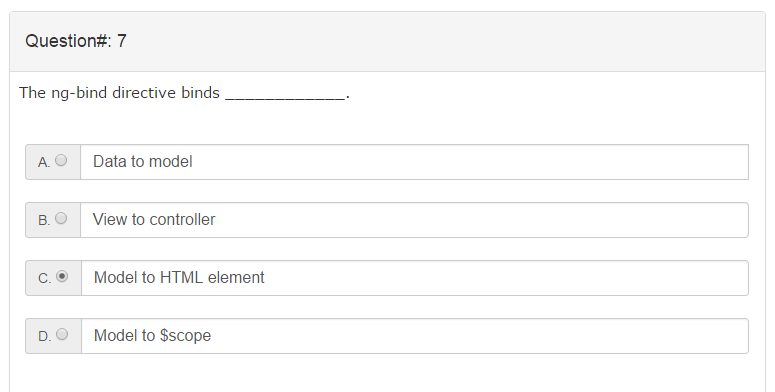 Question#: 7
The ng-bind directive binds _____________.
A. Data to model
B. View to controller
C. Model to HTML element
D. Model to $scope